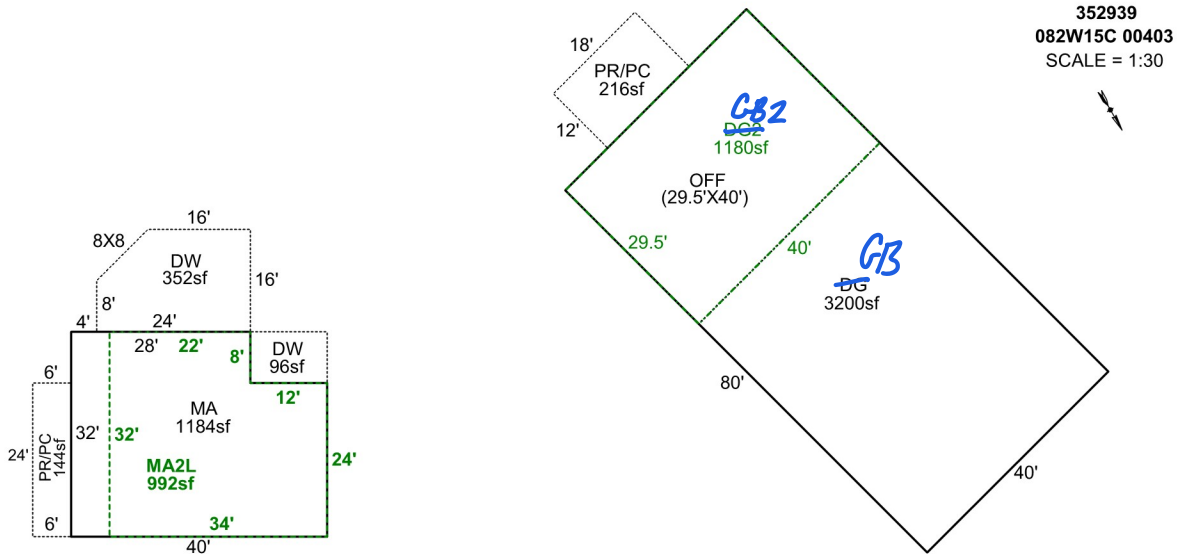 352939
082W15C 00403
SCALE = 1:30
18'
PR/PC
216sf
12'
GB2
DG2
1180sf
OFF
(29.5'X40')
29.5'
40'
GB
DG
3200sf
80'
40'
16'
8X8
DW
352sf
16'
8'
4'
24'
28'
22'
8'
DW
96sf
6'
12'
MA
1184sf
24'
PR/PC
144sf
32'
32'
24'
MA2L
992sf
6'
34'
40'